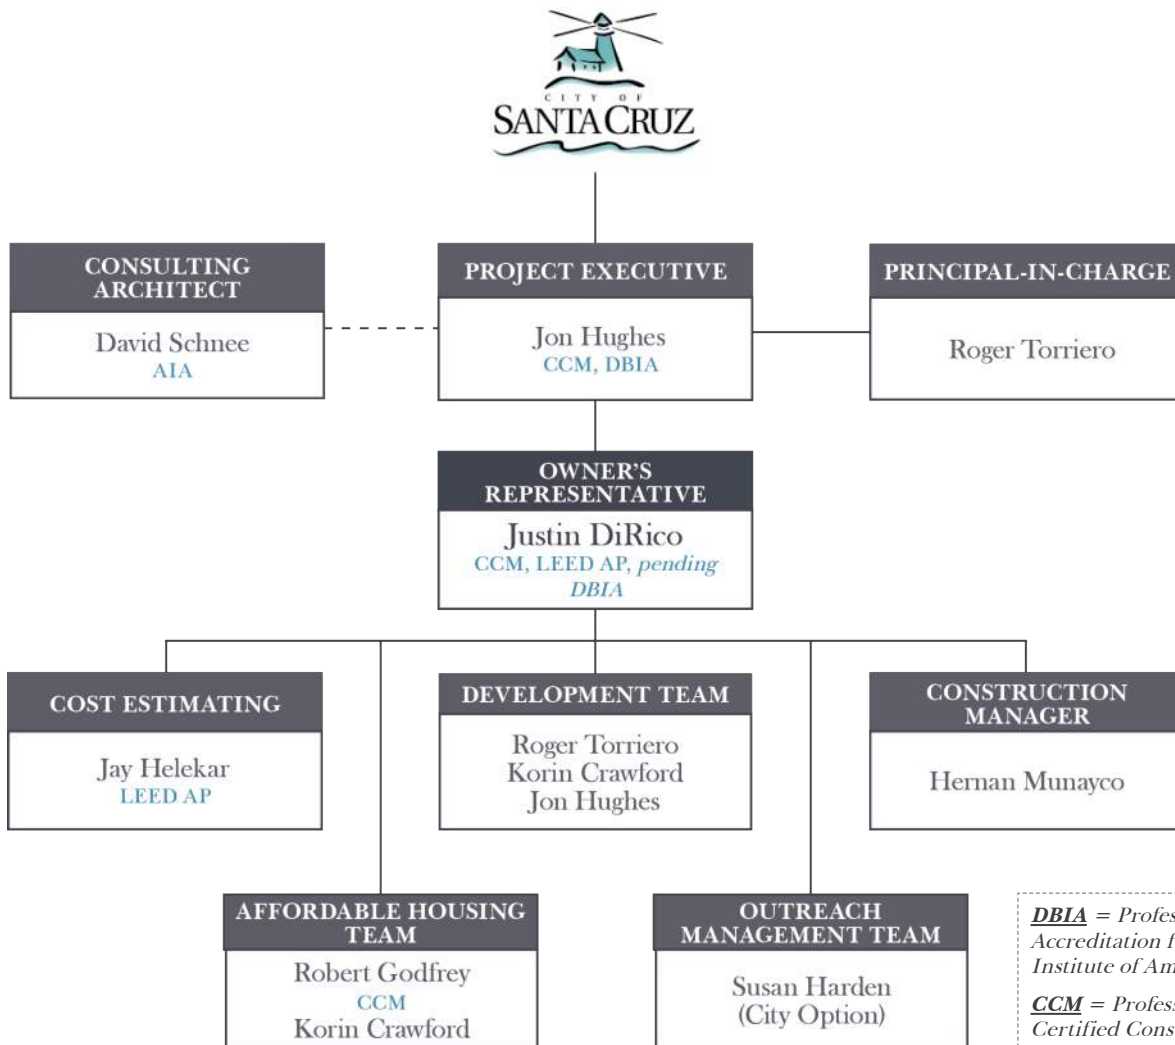 CITY OF
SANTA CRUZ
CONSULTING
ARCHITECT
David Schnee
AIA
PROJECT EXECUTIVE
Jon Hughes
CCM, DBIA
PRINCIPAL-IN-CHARGE
Roger Torriero
OWNER'S
REPRESENTATIVE
Justin DiRico
CCM, LEED AP, pending
DBIA
COST ESTIMATING
Jay Helekar
LEED AP
DEVELOPMENT TEAM
Roger Torriero
Korin Crawford
Jon Hughes
CONSTRUCTION
MANAGER
Hernan Munayco
AFFORDABLE HOUSING
TEAM
Robert Godfrey
CCM
Korin Crawford
OUTREACH
MANAGEMENT TEAM
Susan Harden
(City Option)
DBIA = Profes
Accreditation f
Institute of Am
CCM = Profess
Certified Cons